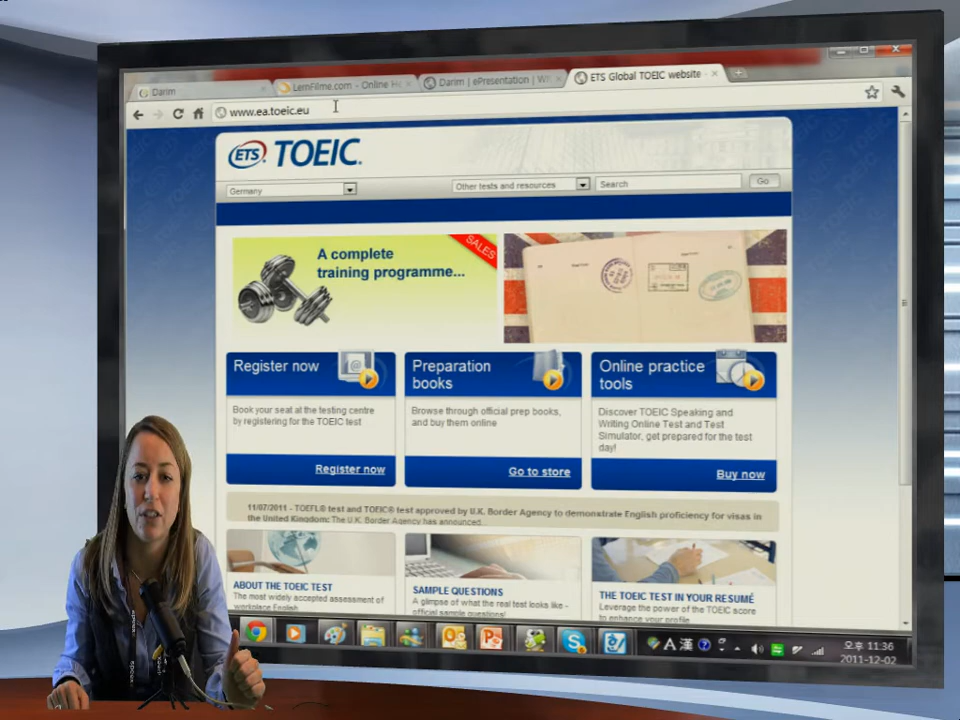 Darim
LernFilme.com - Online
Darim | ePresentation |
ETS Global TOEIC website
www.ea.toeic.eu
ETS TOEIC.
Germany
Other tests and resources
Search
Go
A complete
training programme...
SALES
Register now
Book your seat at the testing centre
by registering for the TOEIC test
Register now
Preparation
books
Browse through official prep books,
and buy them online
Go to store
Online practice
tools
Discover TOEIC Speaking and
Writing Online Test and Test
Simulator, get prepared for the test
day!
Buy now
11/07/2011 - TOEFL® test and TOEIC® test approved by U.K. Border Agency to demonstrate English proficiency for visas in
the United Kingdom: The U.K. Border Agency has announced...
ABOUT THE TOEIC TEST
The most widely accepted assessment of
workplace English
SAMPLE QUESTIONS
A glimpse of what the real test looks like -
official sample questions!
THE TOEIC TEST IN YOUR RESUMÉ
Leverage the power of the TOEIC score
to enhance your profile
A 漢
오후 11:36
2011-12-02